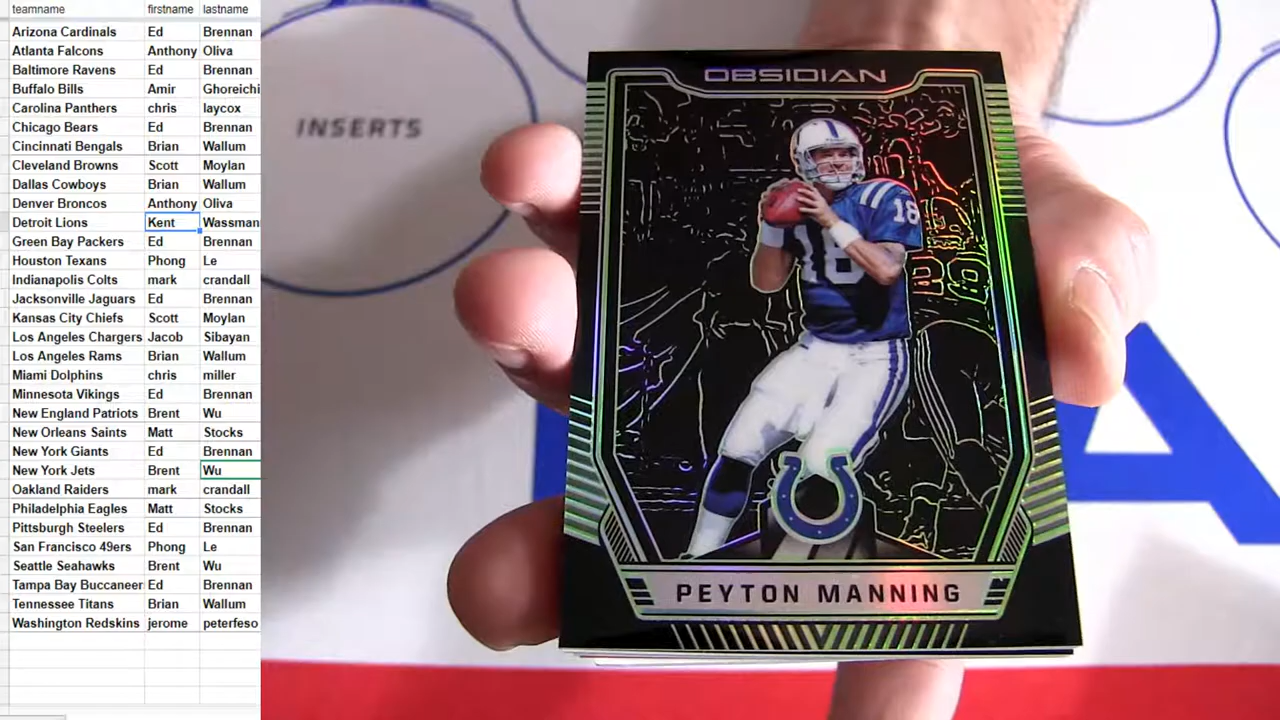 teamname firstname lastname
Arizona Cardinals Ed Brennan
Atlanta Falcons Anthony Oliva
Baltimore Ravens Ed Brennan
Buffalo Bills Amir Ghoreichi
Carolina Panthers chris laycox
Chicago Bears Ed Brennan
Cincinnati Bengals Brian Wallum
Cleveland Browns Scott Moylan
Dallas Cowboys Brian Wallum
Denver Broncos Anthony Oliva
Detroit Lions Kent Wassman
Green Bay Packers Ed Brennan
Houston Texans Phong Le
Indianapolis Colts mark crandall
Jacksonville Jaguars Ed Brennan
Kansas City Chiefs Scott Moylan
Los Angeles Chargers Jacob Sibayan
Los Angeles Rams Brian Wallum
Miami Dolphins chris miller
Minnesota Vikings Ed Brennan
New England Patriots Brent Wu
New Orleans Saints Matt Stocks
New York Giants Ed Brennan
New York Jets Brent Wu
Oakland Raiders mark crandall
Philadelphia Eagles Matt Stocks
Pittsburgh Steelers Ed Brennan
San Francisco 49ers Phong Le
Seattle Seahawks Brent Wu
Tampa Bay Buccaneer Ed Brennan
Tennessee Titans Brian Wallum
Washington Redskins jerome peterfeso
INSERTS
OBSIDIAN
18
18
PEYTON MANNING